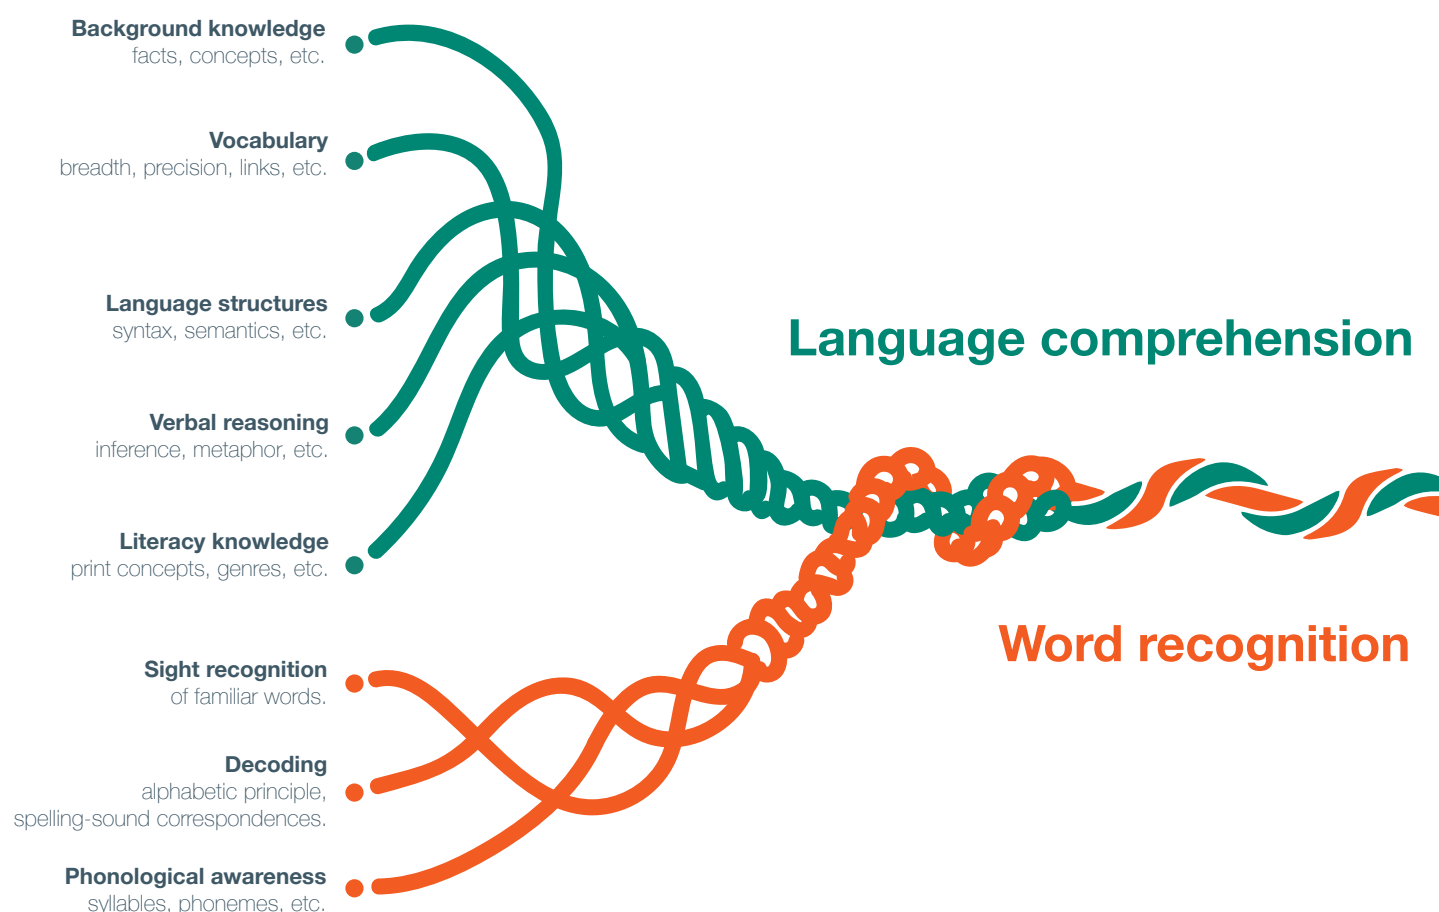 Background knowledge
facts, concepts, etc.
Vocabulary
breadth, precision, links, etc.
Language structures
syntax, semantics, etc.
Verbal reasoning
inference, metaphor, etc.
Literacy knowledge
print concepts, genres, etc.
Language comprehension
Sight recognition
of familiar words.
Decoding
alphabetic principle,
spelling-sound correspondences.
Phonological awareness
syllables, phonemes, etc.
Word recognition